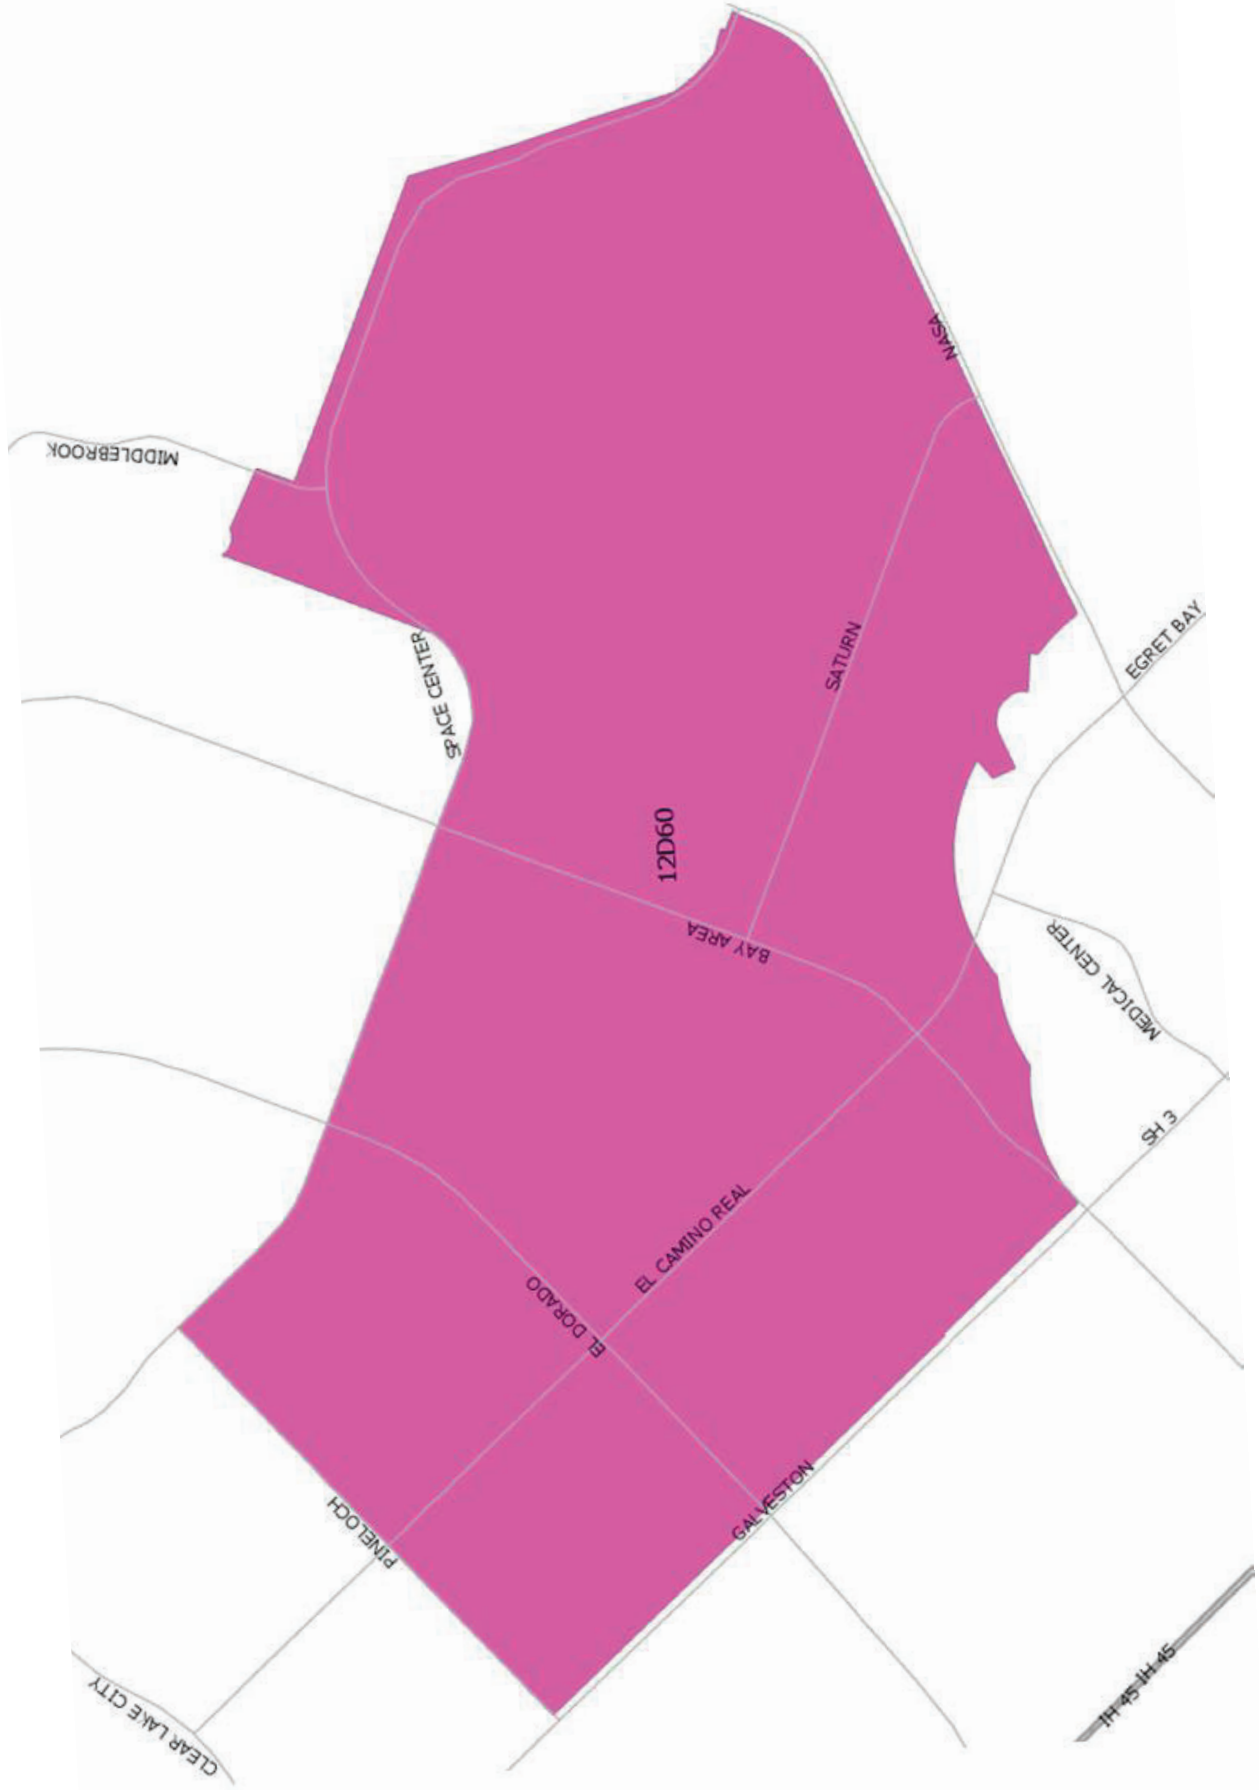 NASA
MIDDLEBROOK
EGRET BAY
SATURN
SPACE CENTER
12D60
BAY AREA
MEDICAL CENTER
SH 3
EL CAMINO REAL
EL DORADO
GALVESTON
PINELOCH
CLEAR LAKE CITY
IH 45 IH 45